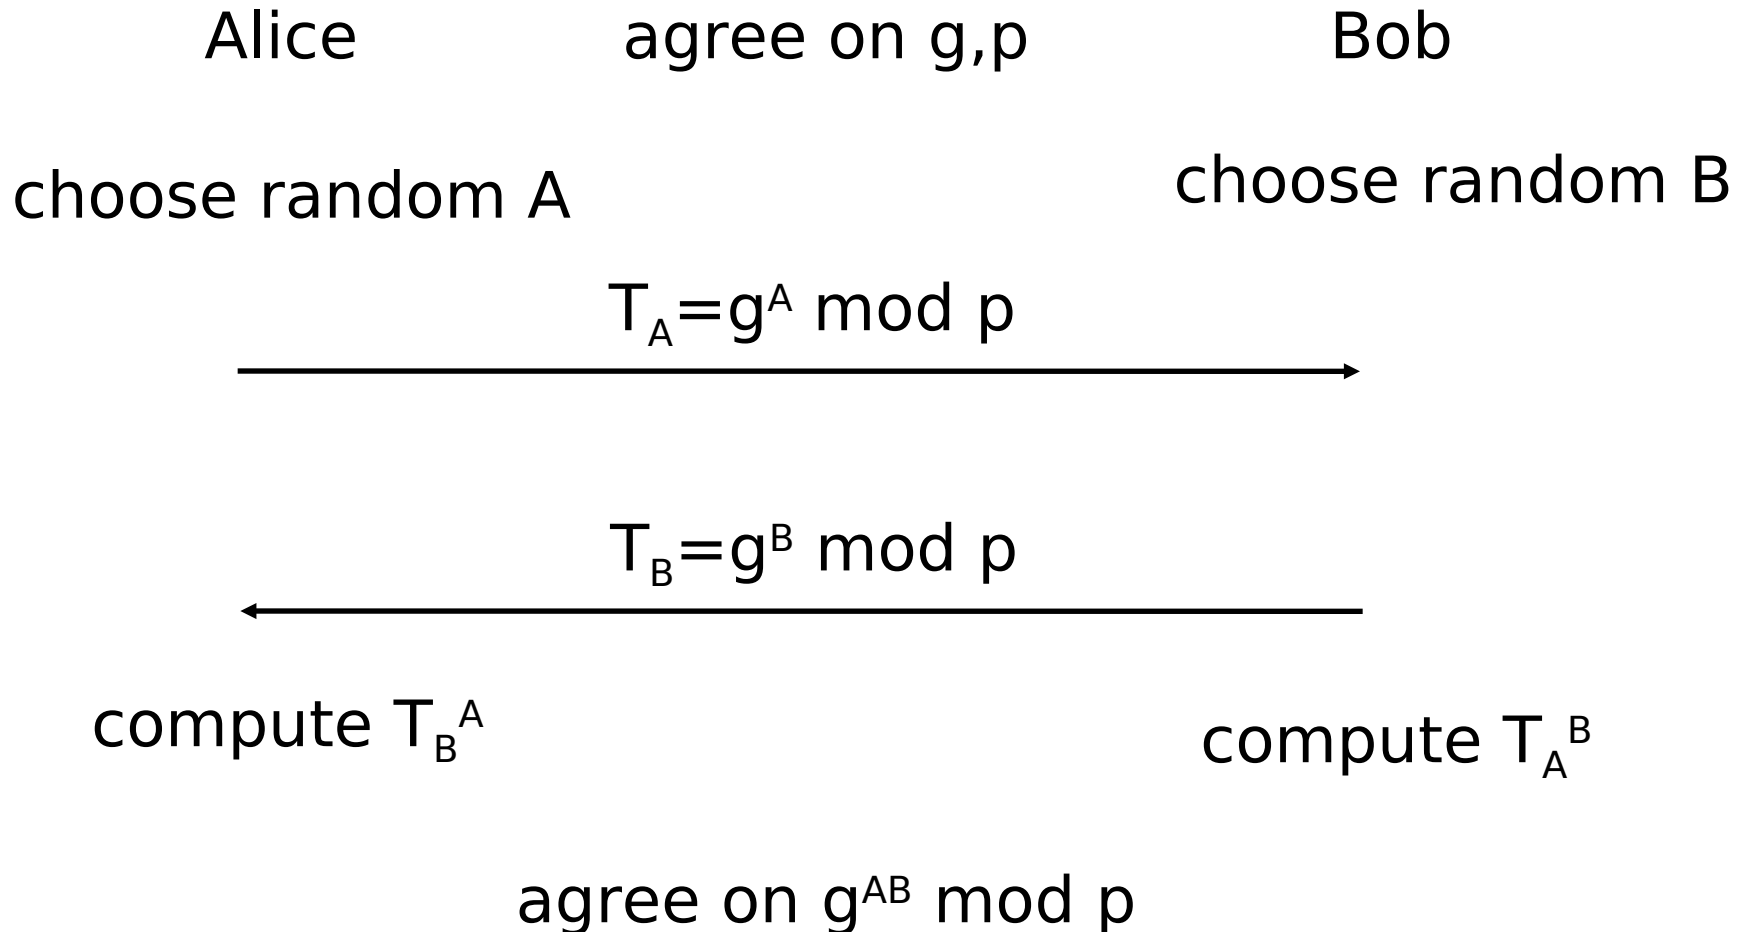 Alice agree on g,p Bob
choose random A choose random B
T_A=g^A mod p
T_B=g^B mod p
compute T_B^A compute T_A^B
agree on g^AB mod p